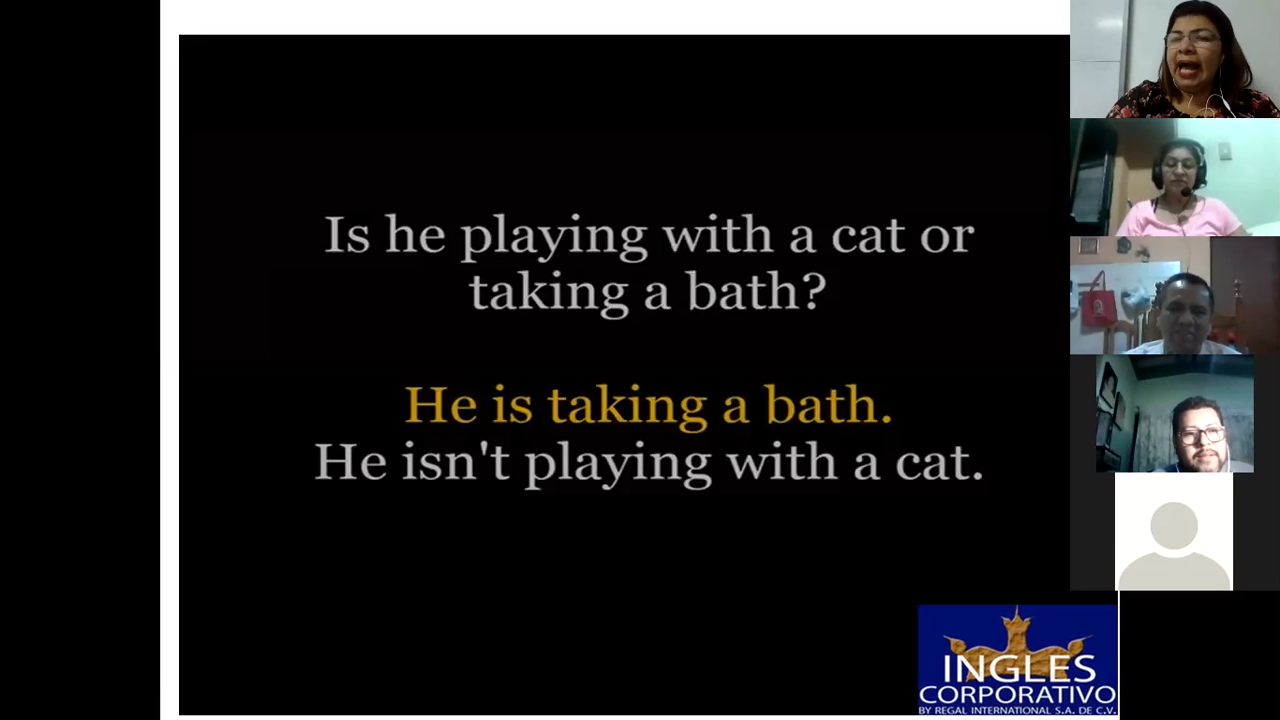 Is he playing with a cat or
taking a bath?
He is taking a bath.
He isn't playing with a cat.
INGLES
CORPORATIVO
BY REGAL INTERNATIONAL S.A. DE C.V.